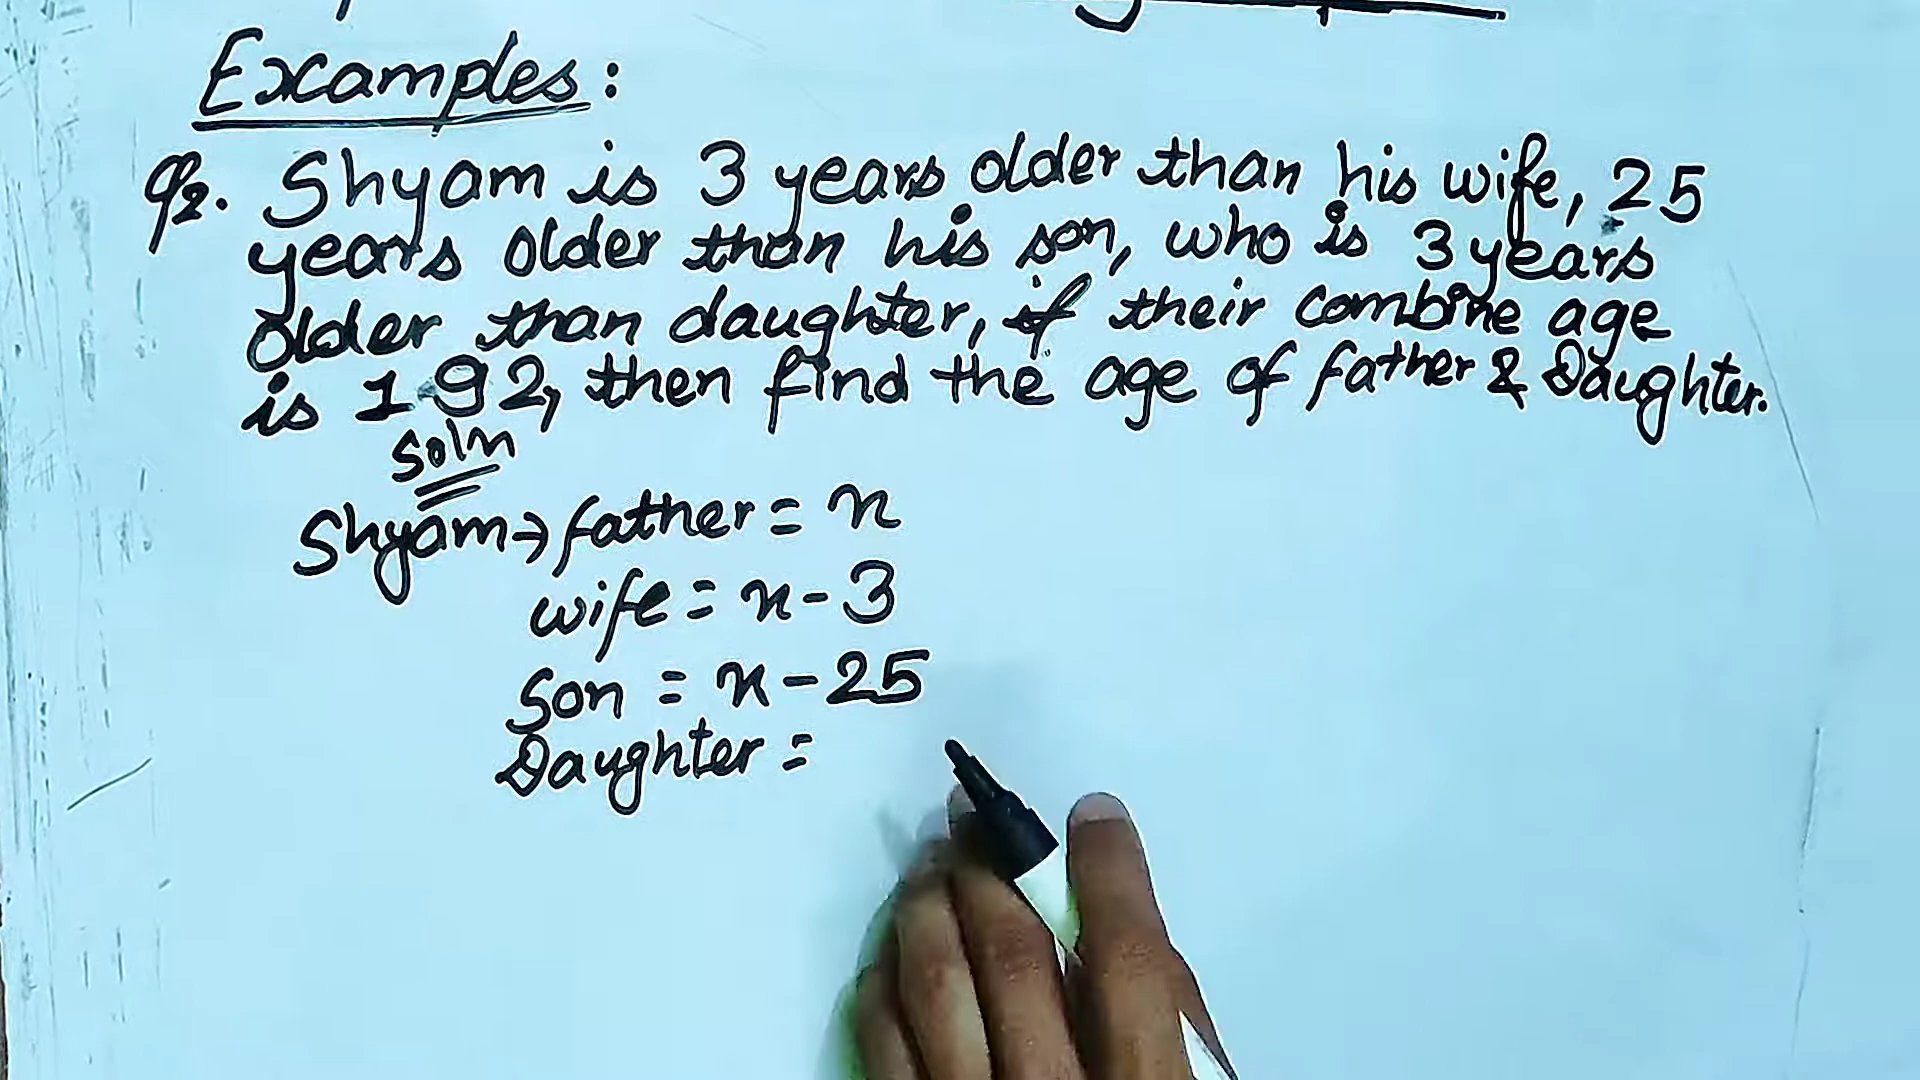 Examples:
Q2. Shyam is 3 years older than his wife, 25
years older than his son, who is 3 years
older than daughter, if their combine age
is 192, then find the age of father & Daughter.
soln
Shyam→father = x
wife = x - 3
Son = x - 25
Daughter =